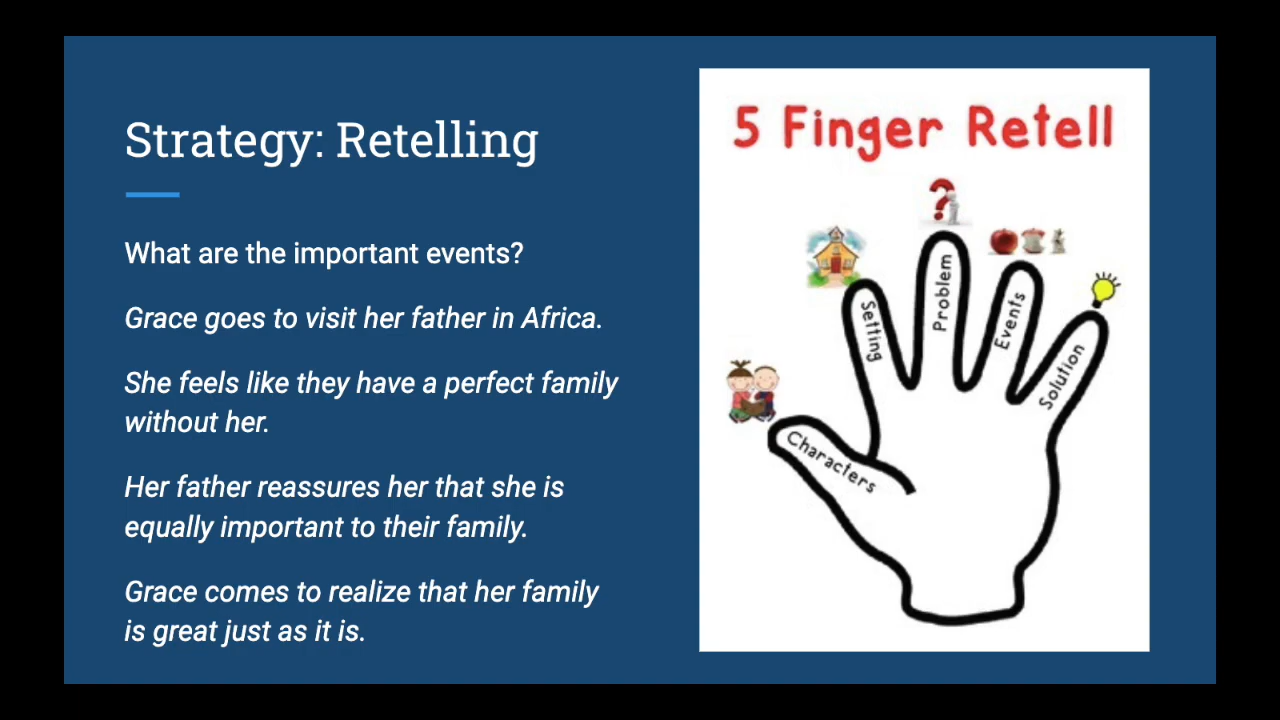 Strategy: Retelling
What are the important events?
Grace goes to visit her father in Africa.
She feels like they have a perfect family
without her.
Her father reassures her that she is
equally important to their family.
Grace comes to realize that her family
is great just as it is.
5 Finger Retell
Characters
Setting
Problem
Events
Solution